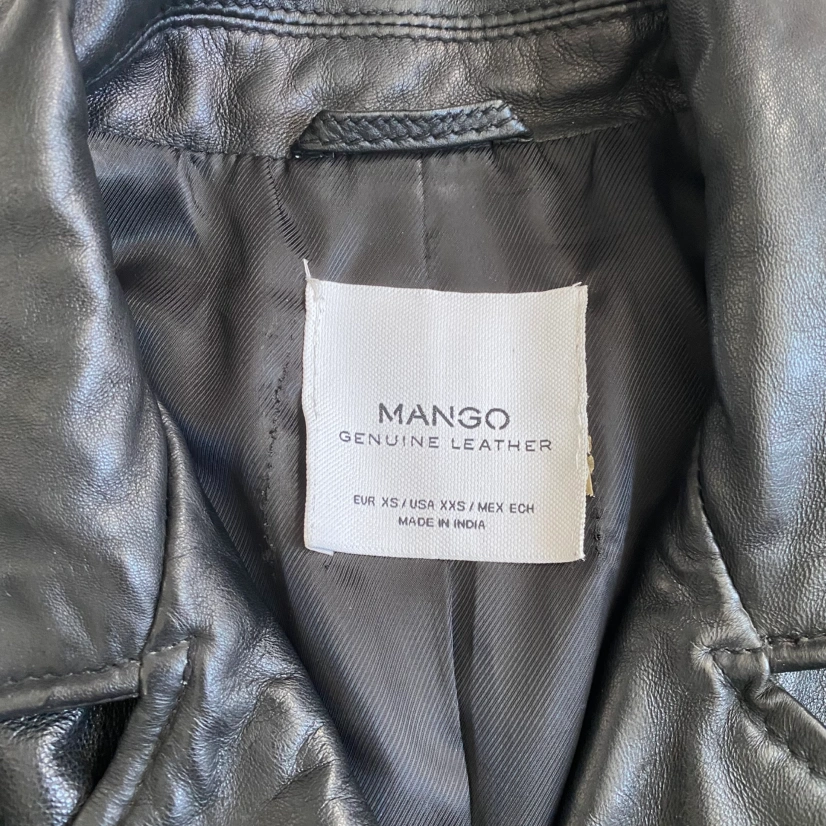 MANGO
GENUINE LEATHER
EUR XS / USA XXS / MEX ECH
MADE IN INDIA